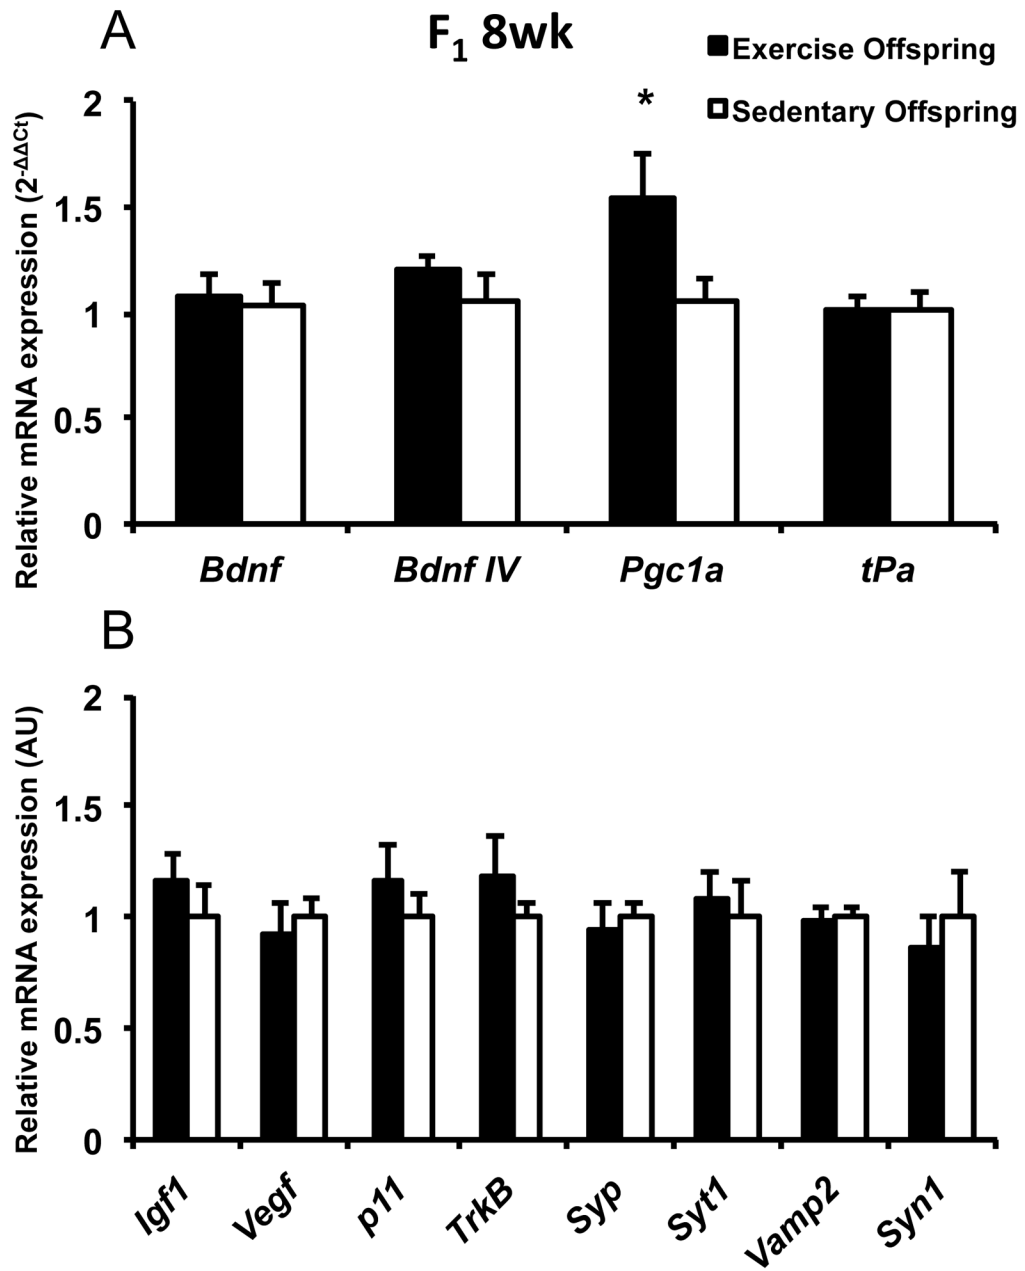 A
F1 8wk
Exercise Offspring
Sedentary Offspring
*
Relative mRNA expression (2-ΔΔCt)
2
1.5
1
0.5
0
Bdnf Bdnf IV Pgc1a tPa
B
Relative mRNA expression (AU)
2
1.5
1
0.5
0
Igf1 Vegf p11 TrkB Syp Syt1 Vamp2 Syn1